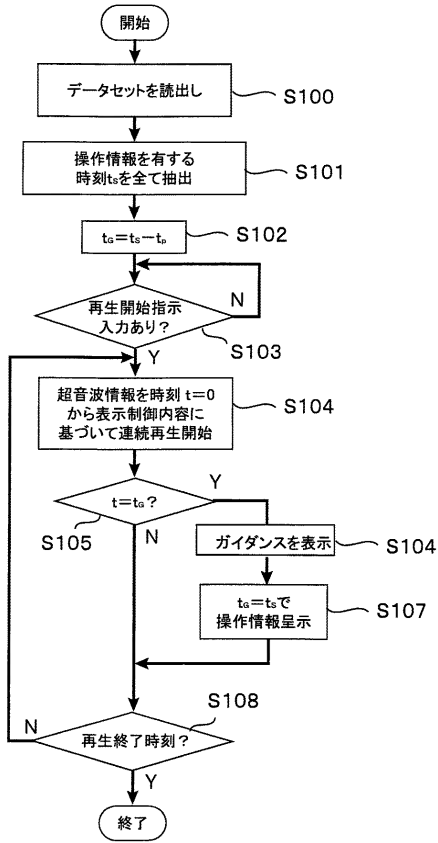 開始
データセットを読出し
S100
操作情報を有する
時刻tsを全て抽出
S101
tG=tS−tp
S102
N
再生開始指示
入力あり?
S103
Y
超音波情報を時刻 t=0
から表示制御内容に
基づいて連続再生開始
S104
t=tG?
Y
S105
N
ガイダンスを表示
S104
tG=tSで
操作情報呈示
S107
S108
N
再生終了時刻?
Y
終了